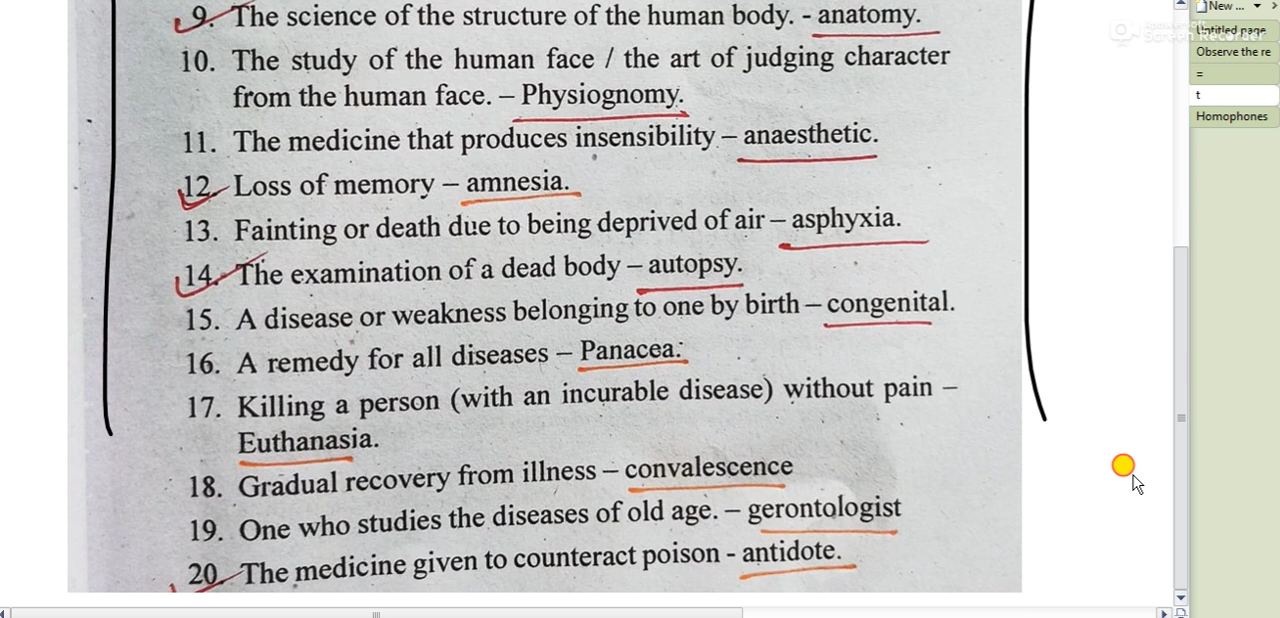 9. The science of the structure of the human body. - anatomy.
10. The study of the human face / the art of judging character
from the human face. – Physiognomy.
11. The medicine that produces insensibility – anaesthetic.
12. Loss of memory – amnesia.
13. Fainting or death due to being deprived of air – asphyxia.
14. The examination of a dead body – autopsy.
15. A disease or weakness belonging to one by birth – congenital.
16. A remedy for all diseases – Panacea.
17. Killing a person (with an incurable disease) without pain –
Euthanasia.
18. Gradual recovery from illness – convalescence
19. One who studies the diseases of old age. – gerontologist
20. The medicine given to counteract poison - antidote.
New ...
Untitled page
Observe the re
=
t
Homophones
Screen Recorder